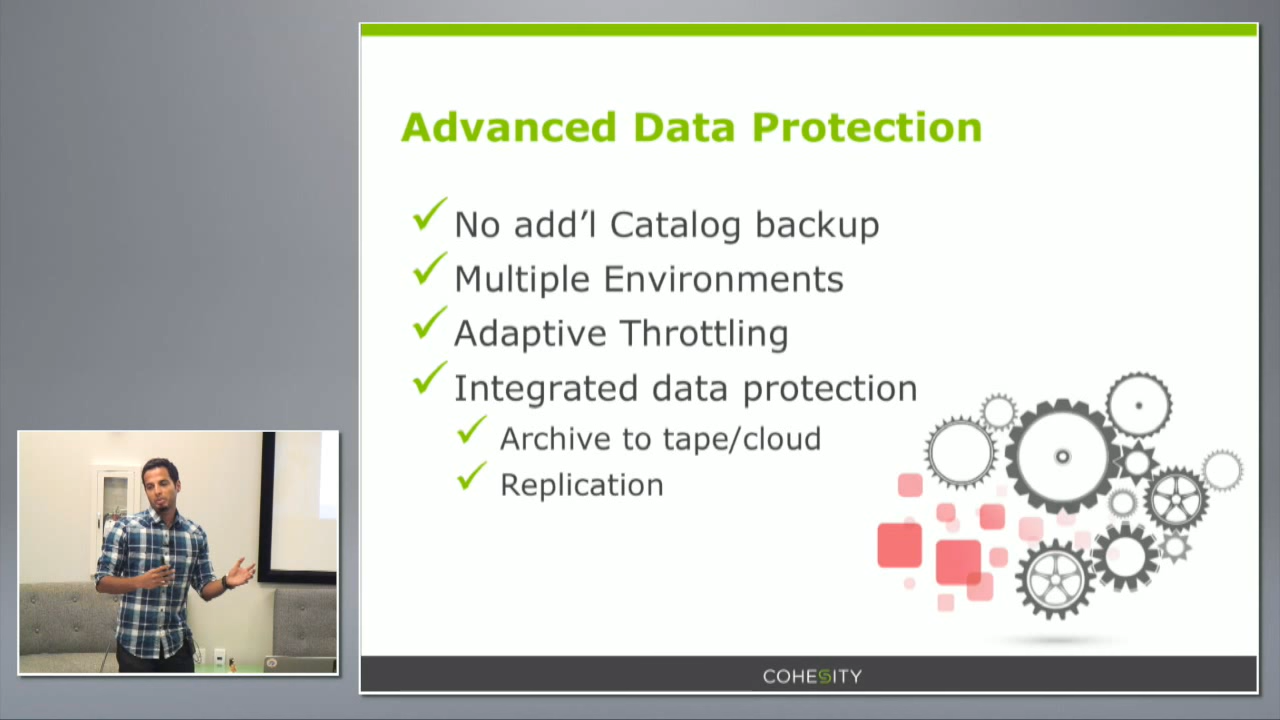 Advanced Data Protection
No add’l Catalog backup
Multiple Environments
Adaptive Throttling
Integrated data protection
Archive to tape/cloud
Replication
COHESITY